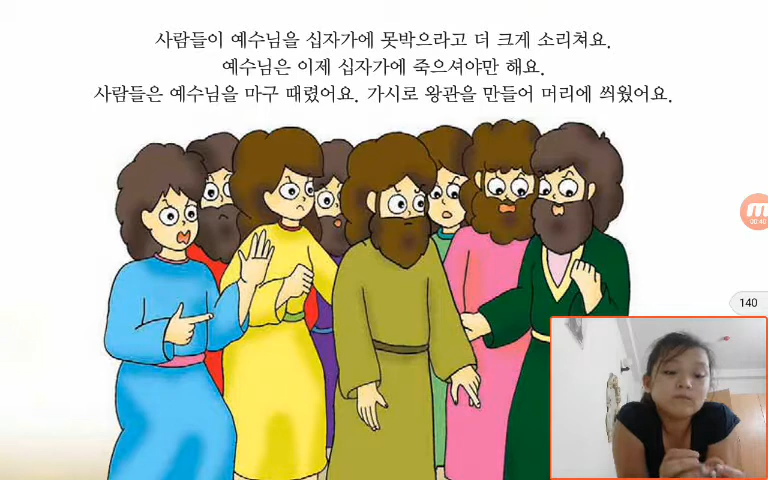 사람들이 예수님을 십자가에 못박으라고 더 크게 소리쳐요.
예수님은 이제 십자가에 죽으셔야만 해요.
사람들은 예수님을 마구 때렸어요. 가시로 왕관을 만들어 머리에 씌웠어요.
00:40
140